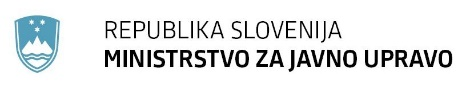 REPUBLIKA SLOVENIJA
MINISTRSTVO ZA JAVNO UPRAVO